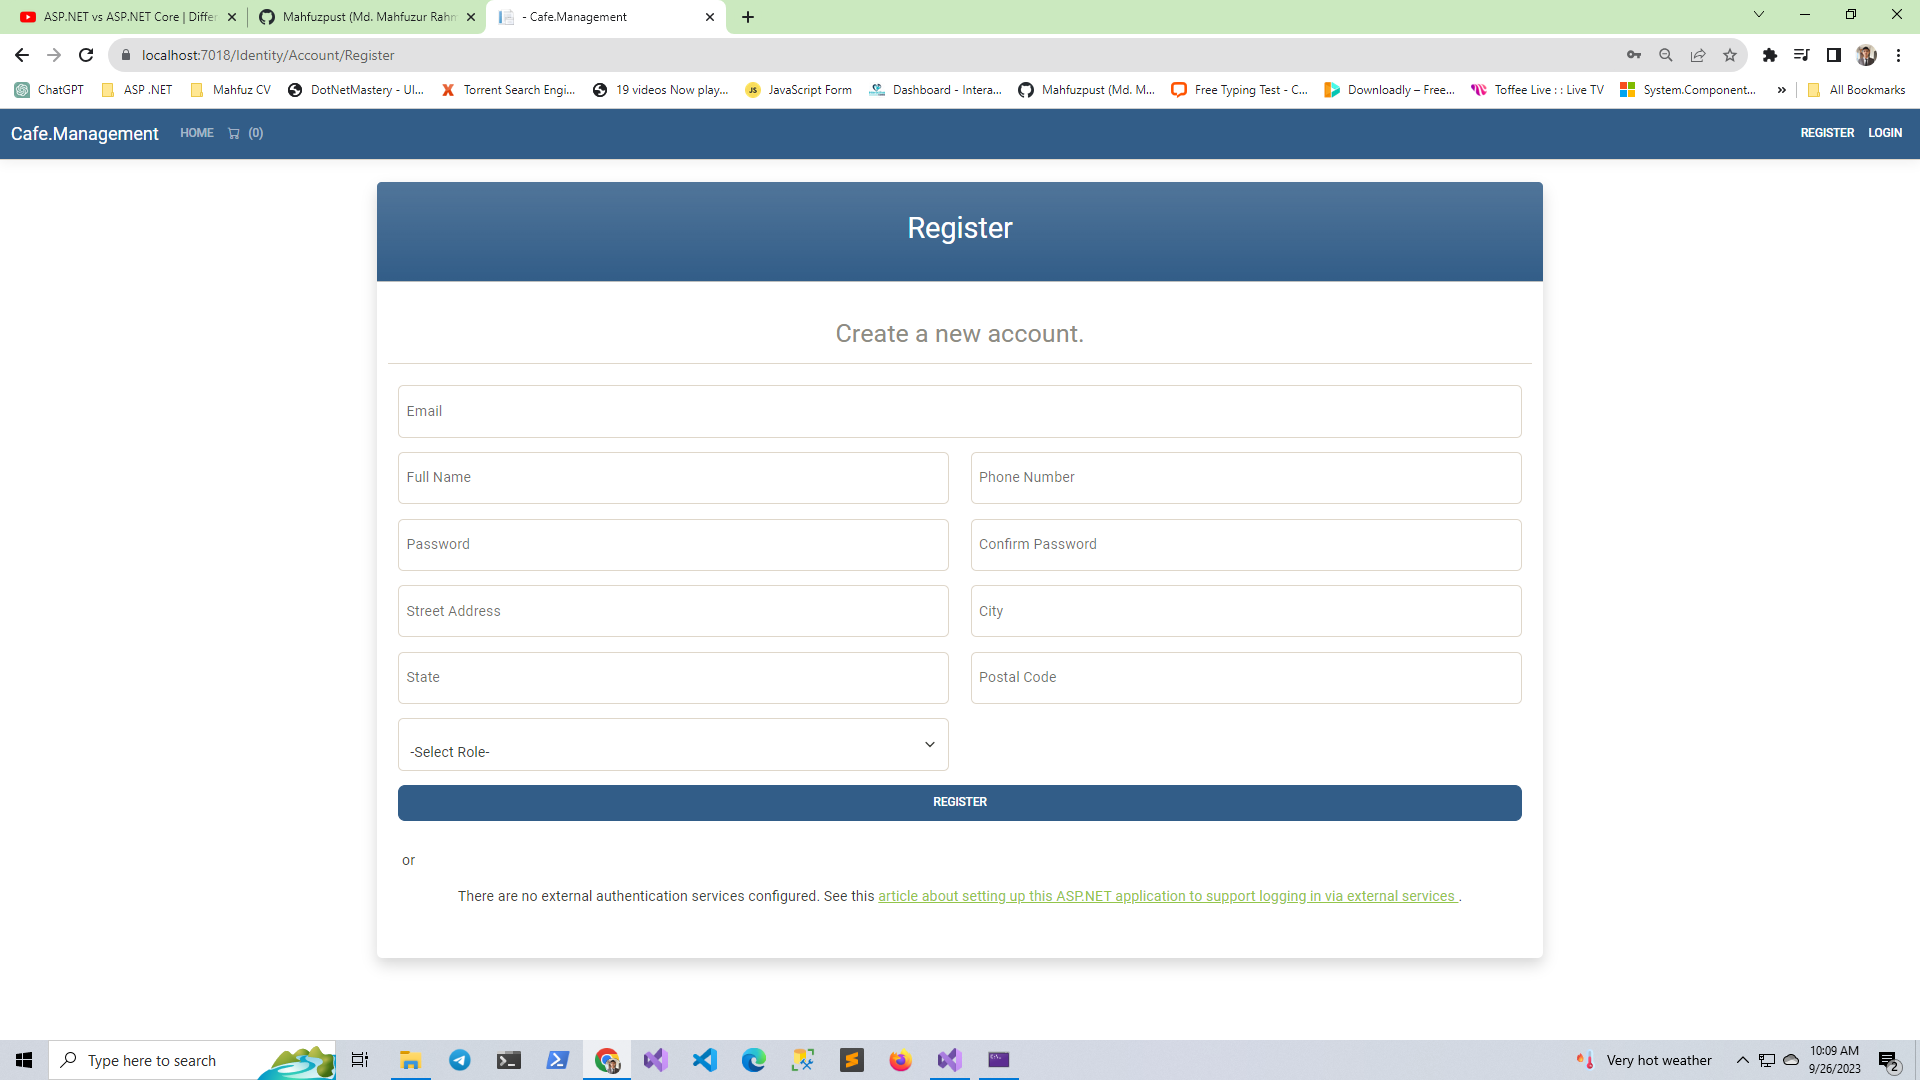 ASP.NET vs ASP.NET Core | Differ
Mahfuzpust (Md. Mahfuzur Rahm
- Cafe.Management
localhost:7018/Identity/Account/Register
ChatGPT
ASP .NET
Mahfuz CV
DotNetMastery - Ul...
Torrent Search Engi...
19 videos Now play...
JS
JavaScript Form
Dashboard - Intera...
Mahfuzpust (Md. M...
Free Typing Test - C...
Downloadly – Free...
Toffee Live : : Live TV
System.Component...
»
All Bookmarks
Cafe.Management
HOME
(0)
REGISTER
LOGIN
Register
Create a new account.
Email
Full Name
Phone Number
Password
Confirm Password
Street Address
City
State
Postal Code
-Select Role-
REGISTER
or
There are no external authentication services configured. See this article about setting up this ASP.NET application to support logging in via external services .
Type here to search
Very hot weather
10:09 AM
9/26/2023
2